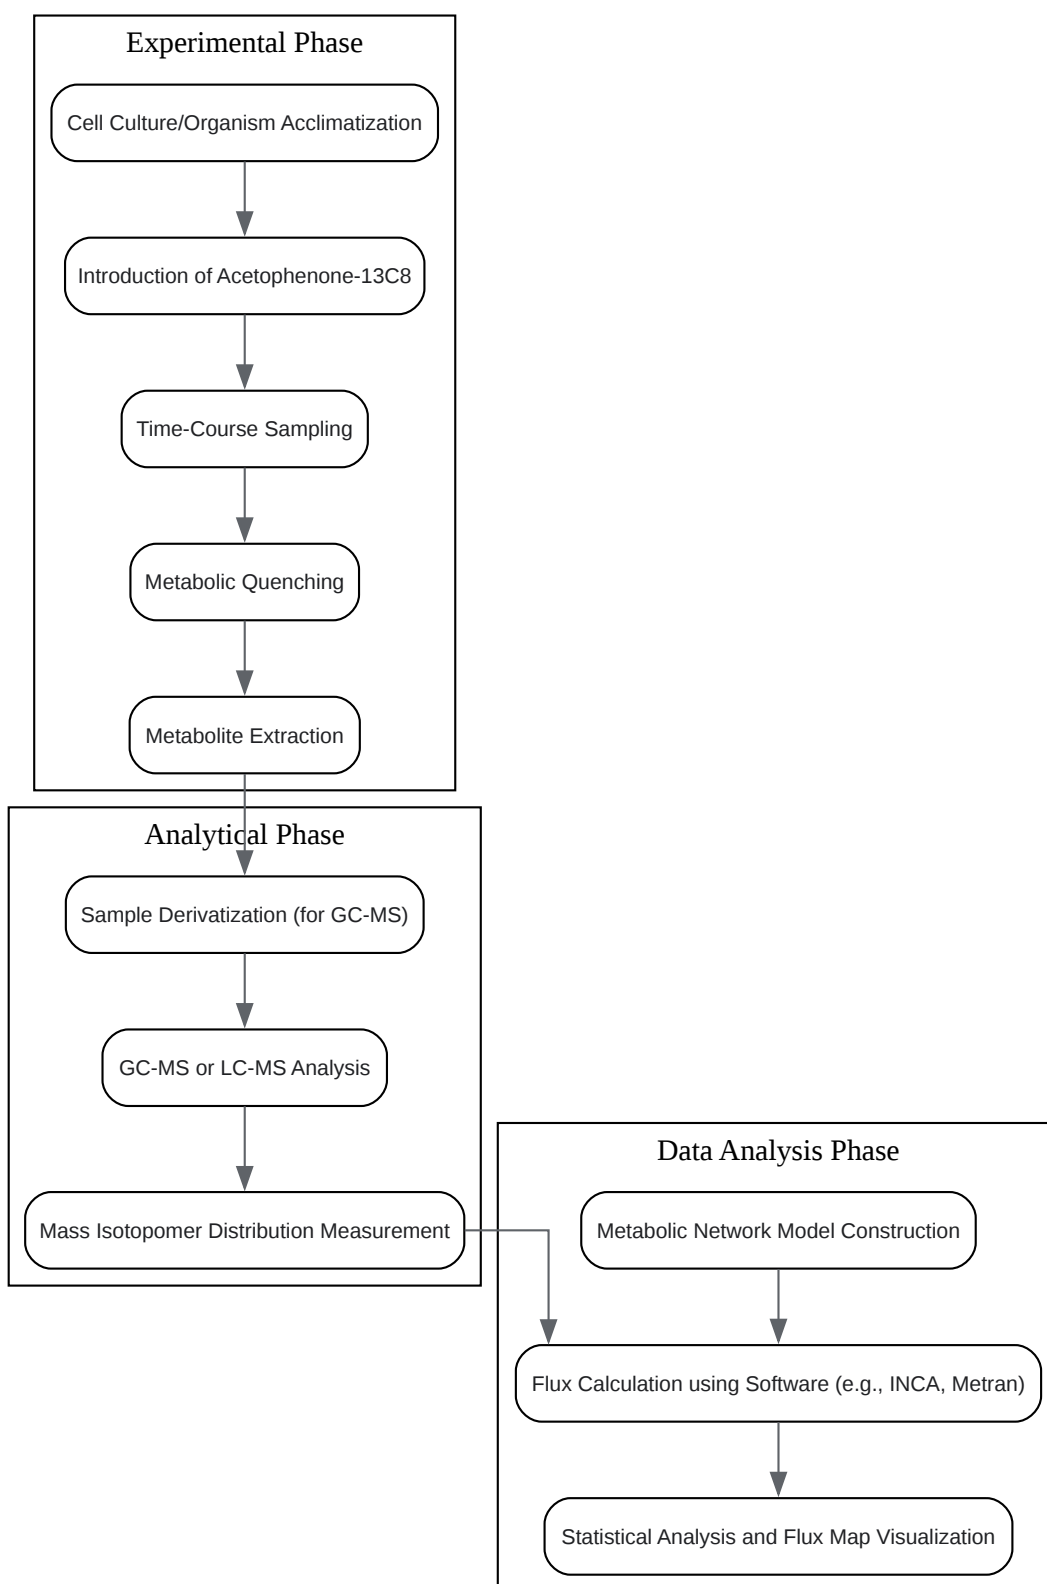 Experimental Phase
Cell Culture/Organism Acclimatization
Introduction of Acetophenone-13C8
Time-Course Sampling
Metabolic Quenching
Metabolite Extraction
Analytical Phase
Sample Derivatization (for GC-MS)
GC-MS or LC-MS Analysis
Mass Isotopomer Distribution Measurement
Data Analysis Phase
Metabolic Network Model Construction
Flux Calculation using Software (e.g., INCA, Metran)
Statistical Analysis and Flux Map Visualization